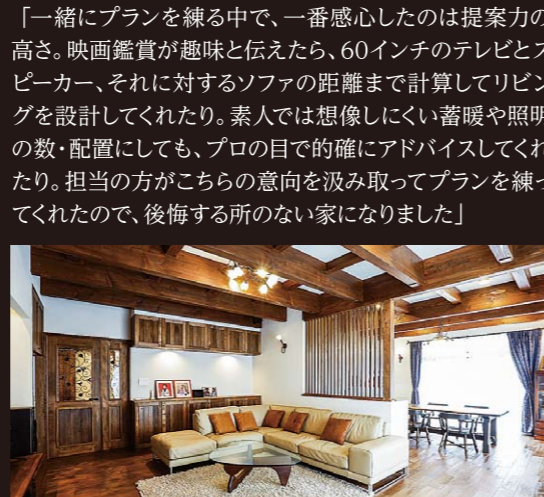 「一緒にプランを練る中で、一番感心したのは提案力の
高さ。映画鑑賞が趣味と伝えたら、60インチのテレビとス
ピーカー、それに対するソファの距離まで計算してリビン
グを設計してくれたり。素人では想像しにくい蓄暖や照明
の数・配置にしても、プロの目で的確にアドバイスしてくれ
たり。担当の方がこちらの意向を汲み取ってプランを練っ
てくれたので、後悔する所のない家になりました」